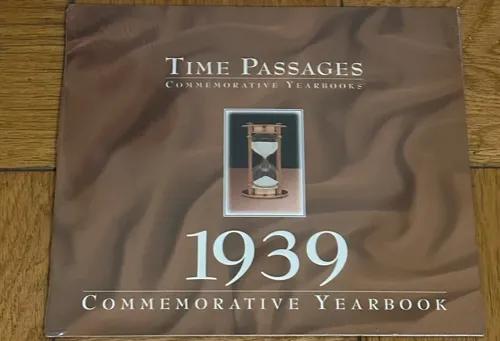 TIME PASSAGES
COMMEMORATIVE YEARBOOKS
1939
COMMEMORATIVE YEARBOOK